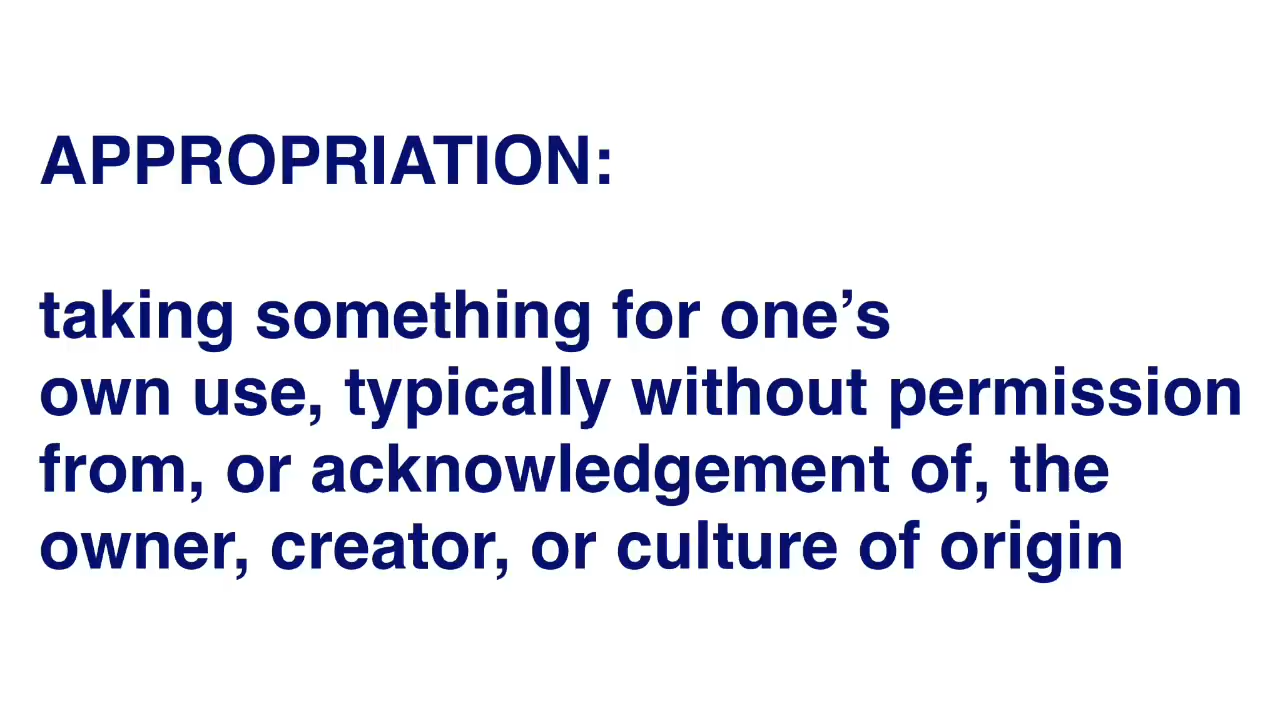 APPROPRIATION:
taking something for one’s
own use, typically without permission
from, or acknowledgement of, the
owner, creator, or culture of origin